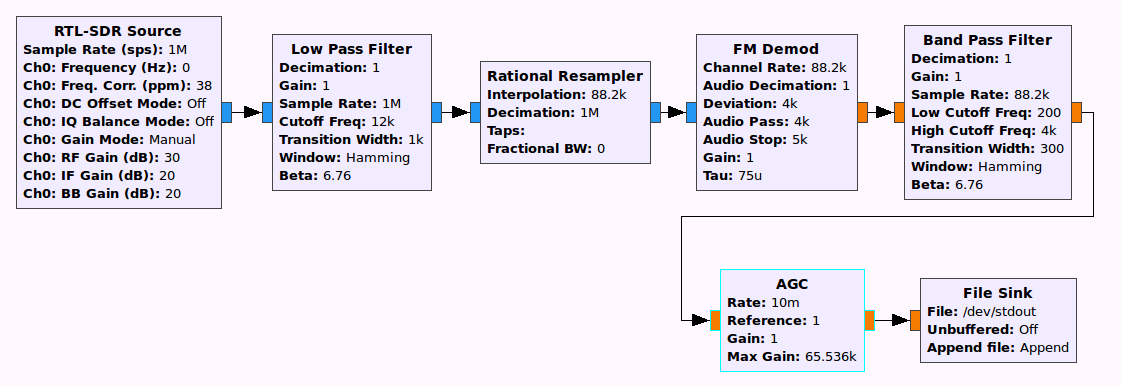 RTL-SDR Source
Sample Rate (sps): 1M
Ch0: Frequency (Hz): 0
Ch0: Freq. Corr. (ppm): 38
Ch0: DC Offset Mode: Off
Ch0: IQ Balance Mode: Off
Ch0: Gain Mode: Manual
Ch0: RF Gain (dB): 30
Ch0: IF Gain (dB): 20
Ch0: BB Gain (dB): 20
Low Pass Filter
Decimation: 1
Gain: 1
Sample Rate: 1M
Cutoff Freq: 12k
Transition Width: 1k
Window: Hamming
Beta: 6.76
Rational Resampler
Interpolation: 88.2k
Decimation: 1M
Taps:
Fractional BW: 0
FM Demod
Channel Rate: 88.2k
Audio Decimation: 1
Deviation: 4k
Audio Pass: 4k
Audio Stop: 5k
Gain: 1
Tau: 75u
Band Pass Filter
Decimation: 1
Gain: 1
Sample Rate: 88.2k
Low Cutoff Freq: 200
High Cutoff Freq: 4k
Transition Width: 300
Window: Hamming
Beta: 6.76
AGC
Rate: 10m
Reference: 1
Gain: 1
Max Gain: 65.536k
File Sink
File: /dev/stdout
Unbuffered: Off
Append file: Append